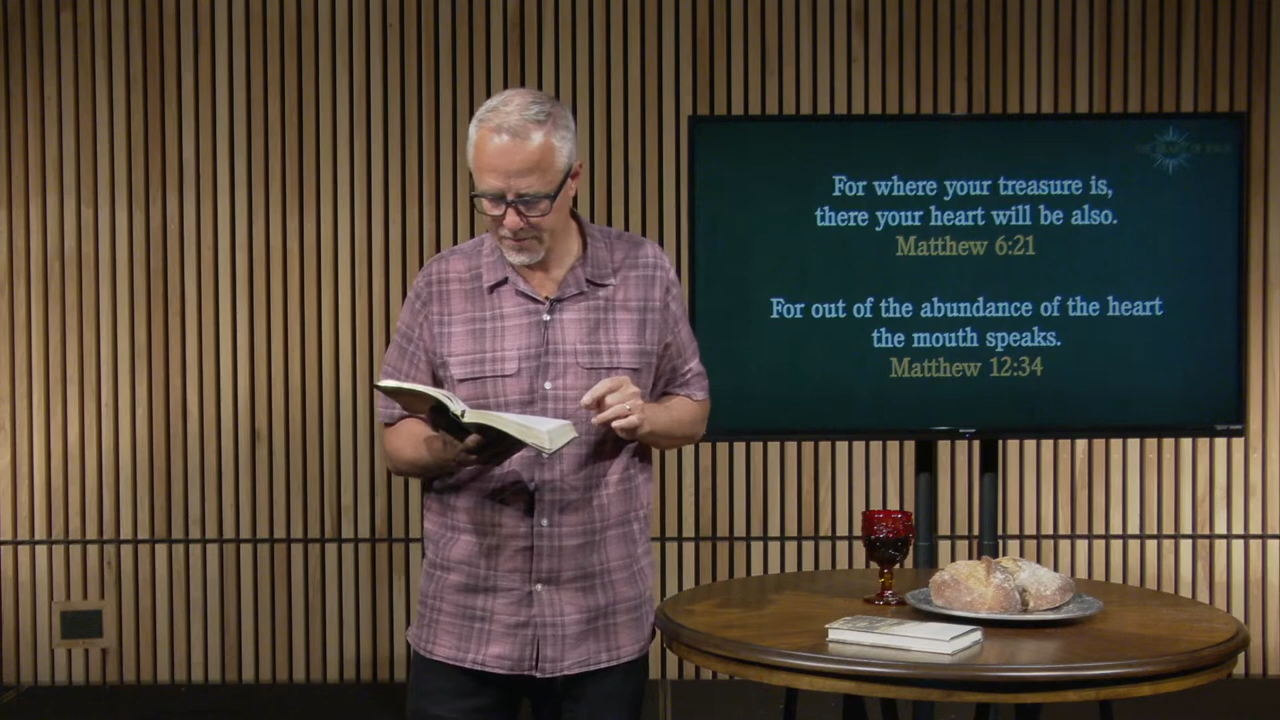 For where your treasure is,
there your heart will be also.
Matthew 6:21
For out of the abundance of the heart
the mouth speaks.
Matthew 12:34